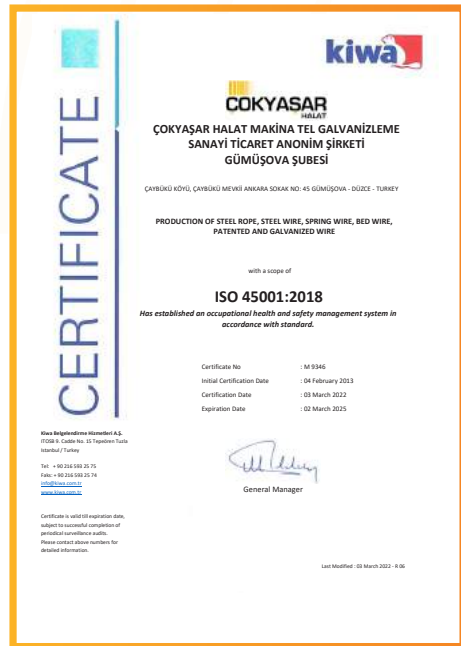 CERTIFICATE
kiwa
ÇOKYAŞAR
HALAT
ÇOKYAŞAR HALAT MAKİNA TEL GALVANİZLEME
SANAYİ TİCARET ANONİM ŞİRKETİ
GÜMÜŞOVA ŞUBESİ
ÇAYBÜKÜ KÖYÜ, ÇAYBÜKÜ MEVKİİ ANKARA SOKAK NO: 45 GÜMÜŞOVA - DÜZCE - TURKEY
PRODUCTION OF STEEL ROPE, STEEL WIRE, SPRING WIRE, BED WIRE,
PATENTED AND GALVANIZED WIRE
with a scope of
ISO 45001:2018
Has established an occupational health and safety management system in
accordance with standard.
Certificate No : M 9346
Initial Certification Date : 04 February 2013
Certification Date : 03 March 2022
Expiration Date : 02 March 2025
Kiwa Belgelendirme Hizmetleri A.Ş.
ITOSB 9. Cadde No. 15 Tepeören Tuzla
Istanbul / Turkey
Tel: + 90 216 593 25 75
Faks: + 90 216 593 25 74
info@kiwa.com.tr
www.kiwa.com.tr
General Manager
Certificate is valid till expiration date,
subject to successful completion of
periodical surveillance audits.
Please contact above numbers for
detailed information.
Last Modified : 03 March 2022 - R 06